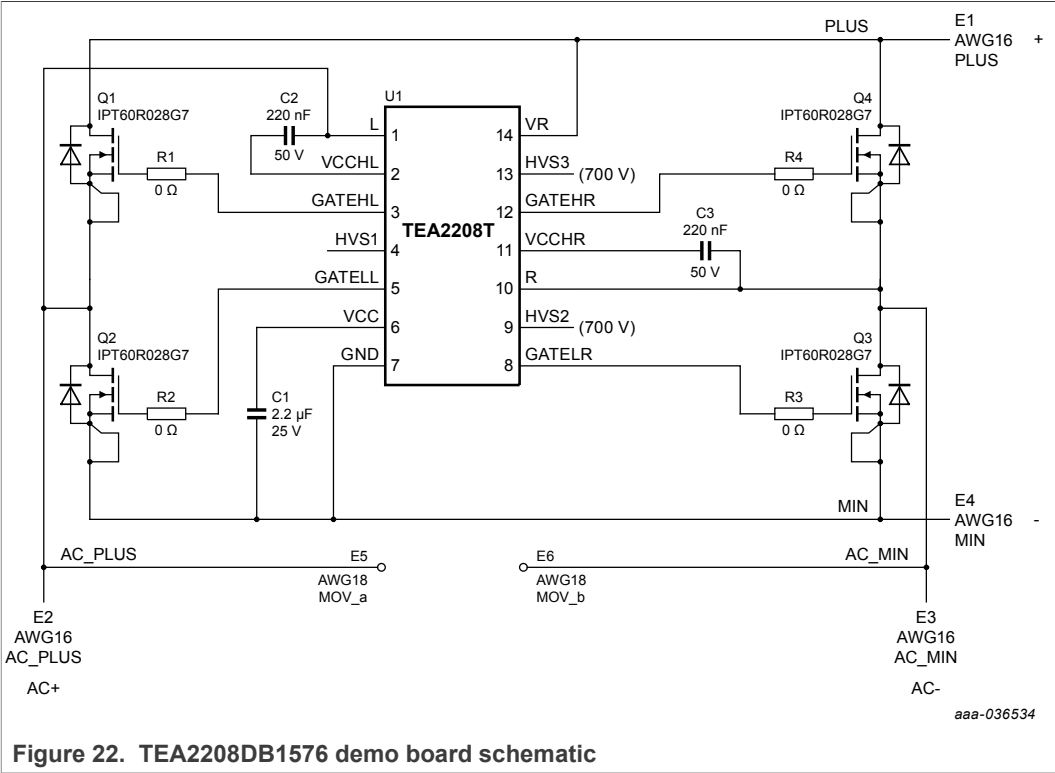 PLUS
E1
AWG16 +
PLUS
Q1
IPT60R028G7
C2
220 nF
50 V
U1
Q4
IPT60R028G7
L
1
14
VR
R1
0 Ω
VCCHL
2
13
HVS3
(700 V)
R4
0 Ω
GATEHL
3
12
GATEHR
TEA2208T
C3
220 nF
50 V
HVS1
4
11
VCCHR
GATELL
5
10
R
VCC
6
9
HVS2
(700 V)
GND
7
8
GATELR
Q2
IPT60R028G7
Q3
IPT60R028G7
R2
0 Ω
C1
2.2 µF
25 V
R3
0 Ω
MIN
E4
AWG16 -
MIN
AC_PLUS
E5
AWG18
MOV_a
E6
AWG18
MOV_b
AC_MIN
E2
AWG16
AC_PLUS
AC+
E3
AWG16
AC_MIN
AC-
aaa-036534
Figure 22. TEA2208DB1576 demo board schematic